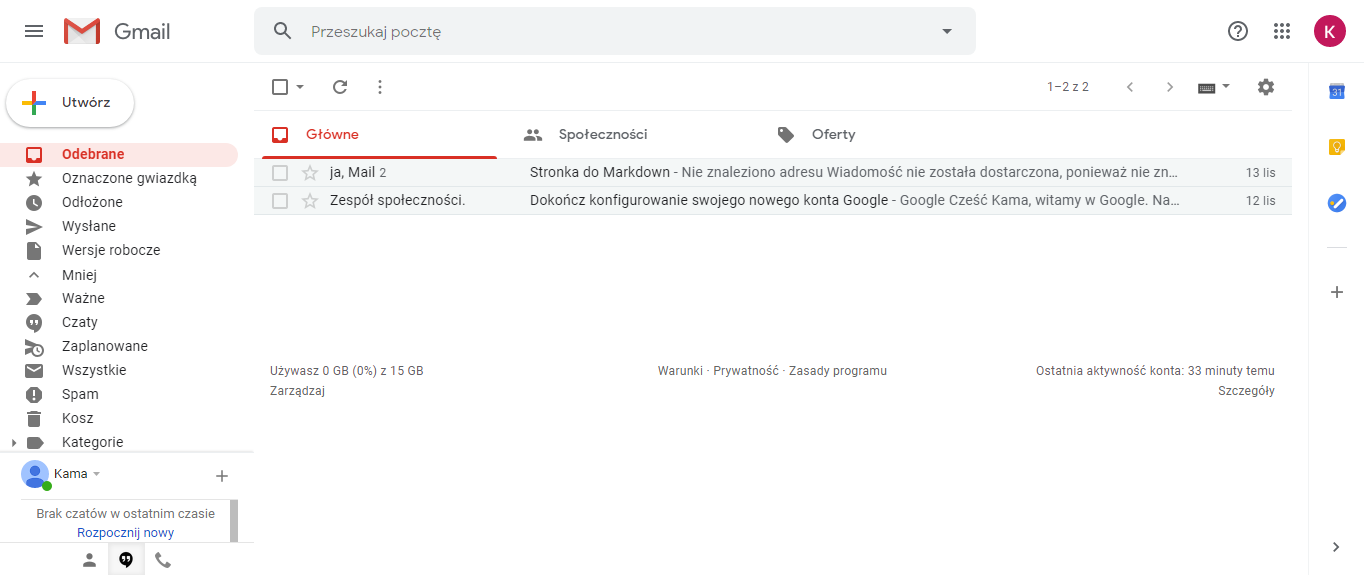 Gmail
Przeszukaj pocztę
K
Utwórz
1–2 z 2
31
Główne
Społeczności
Oferty
Odebrane
Oznaczone gwiazdką
Odłożone
Wysłane
Wersje robocze
Mniej
Ważne
Czaty
Zaplanowane
Wszystkie
Spam
Kosz
Kategorie
ja, Mail 2 Stronka do Markdown - Nie znaleziono adresu Wiadomość nie została dostarczona, ponieważ nie zn… 13 lis
Zespół społeczności. Dokończ konfigurowanie swojego nowego konta Google - Google Cześć Kama, witamy w Google. Na… 12 lis
Używasz 0 GB (0%) z 15 GB
Zarządzaj
Warunki · Prywatność · Zasady programu
Ostatnia aktywność konta: 33 minuty temu
Szczegóły
Kama
Brak czatów w ostatnim czasie
Rozpocznij nowy